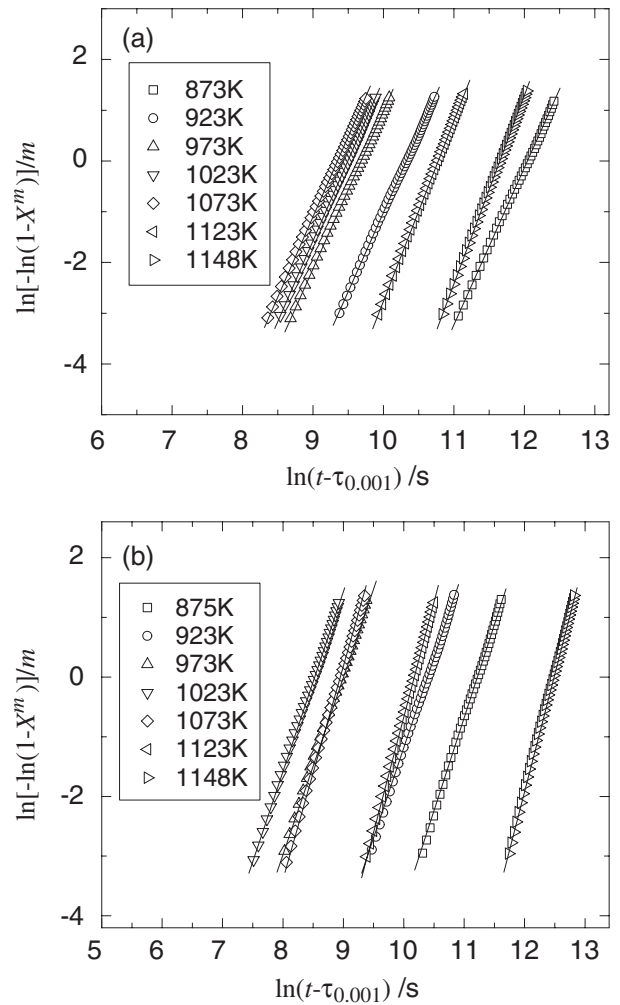 (a)
873K
923K
973K
1023K
1073K
1123K
1148K
2
0
-2
-4
ln[-ln(1-X^m)]/m
6 7 8 9 10 11 12 13
ln(t-τ0.001) /s
(b)
875K
923K
973K
1023K
1073K
1123K
1148K
2
0
-2
-4
ln[-ln(1-X^m)]/m
5 6 7 8 9 10 11 12 13
ln(t-τ0.001) /s